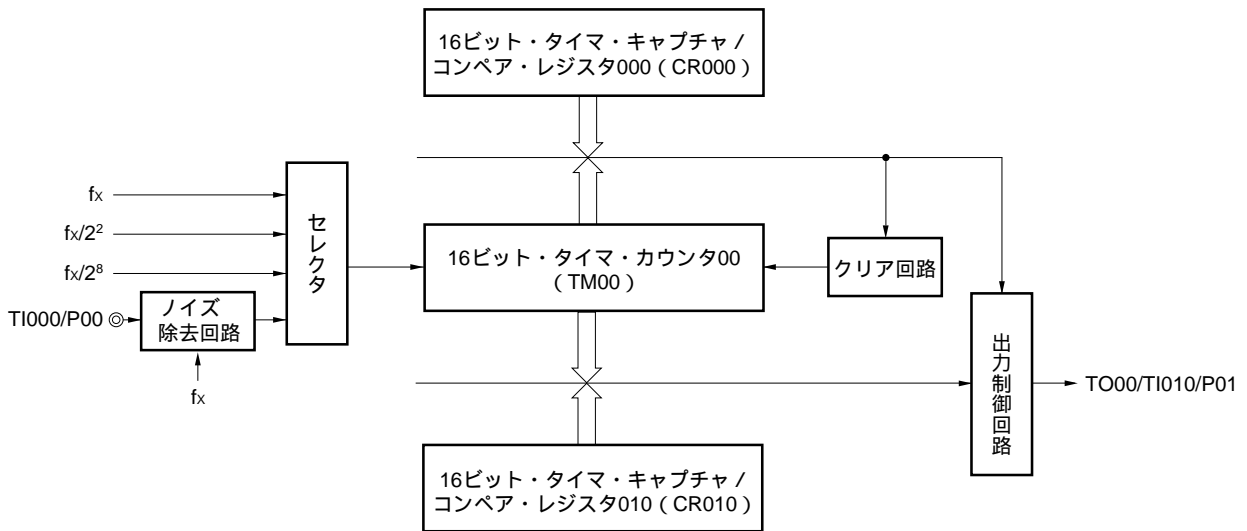 16ビット・タイマ・キャプチャ／
コンペア・レジスタ000（CR000）
fX
fX/2²
fX/2⁸
TI000/P00
ノイズ
除去回路
fX
セレクタ
16ビット・タイマ・カウンタ00
（TM00）
クリア回路
出力制御回路
TO00/TI010/P01
16ビット・タイマ・キャプチャ／
コンペア・レジスタ010（CR010）